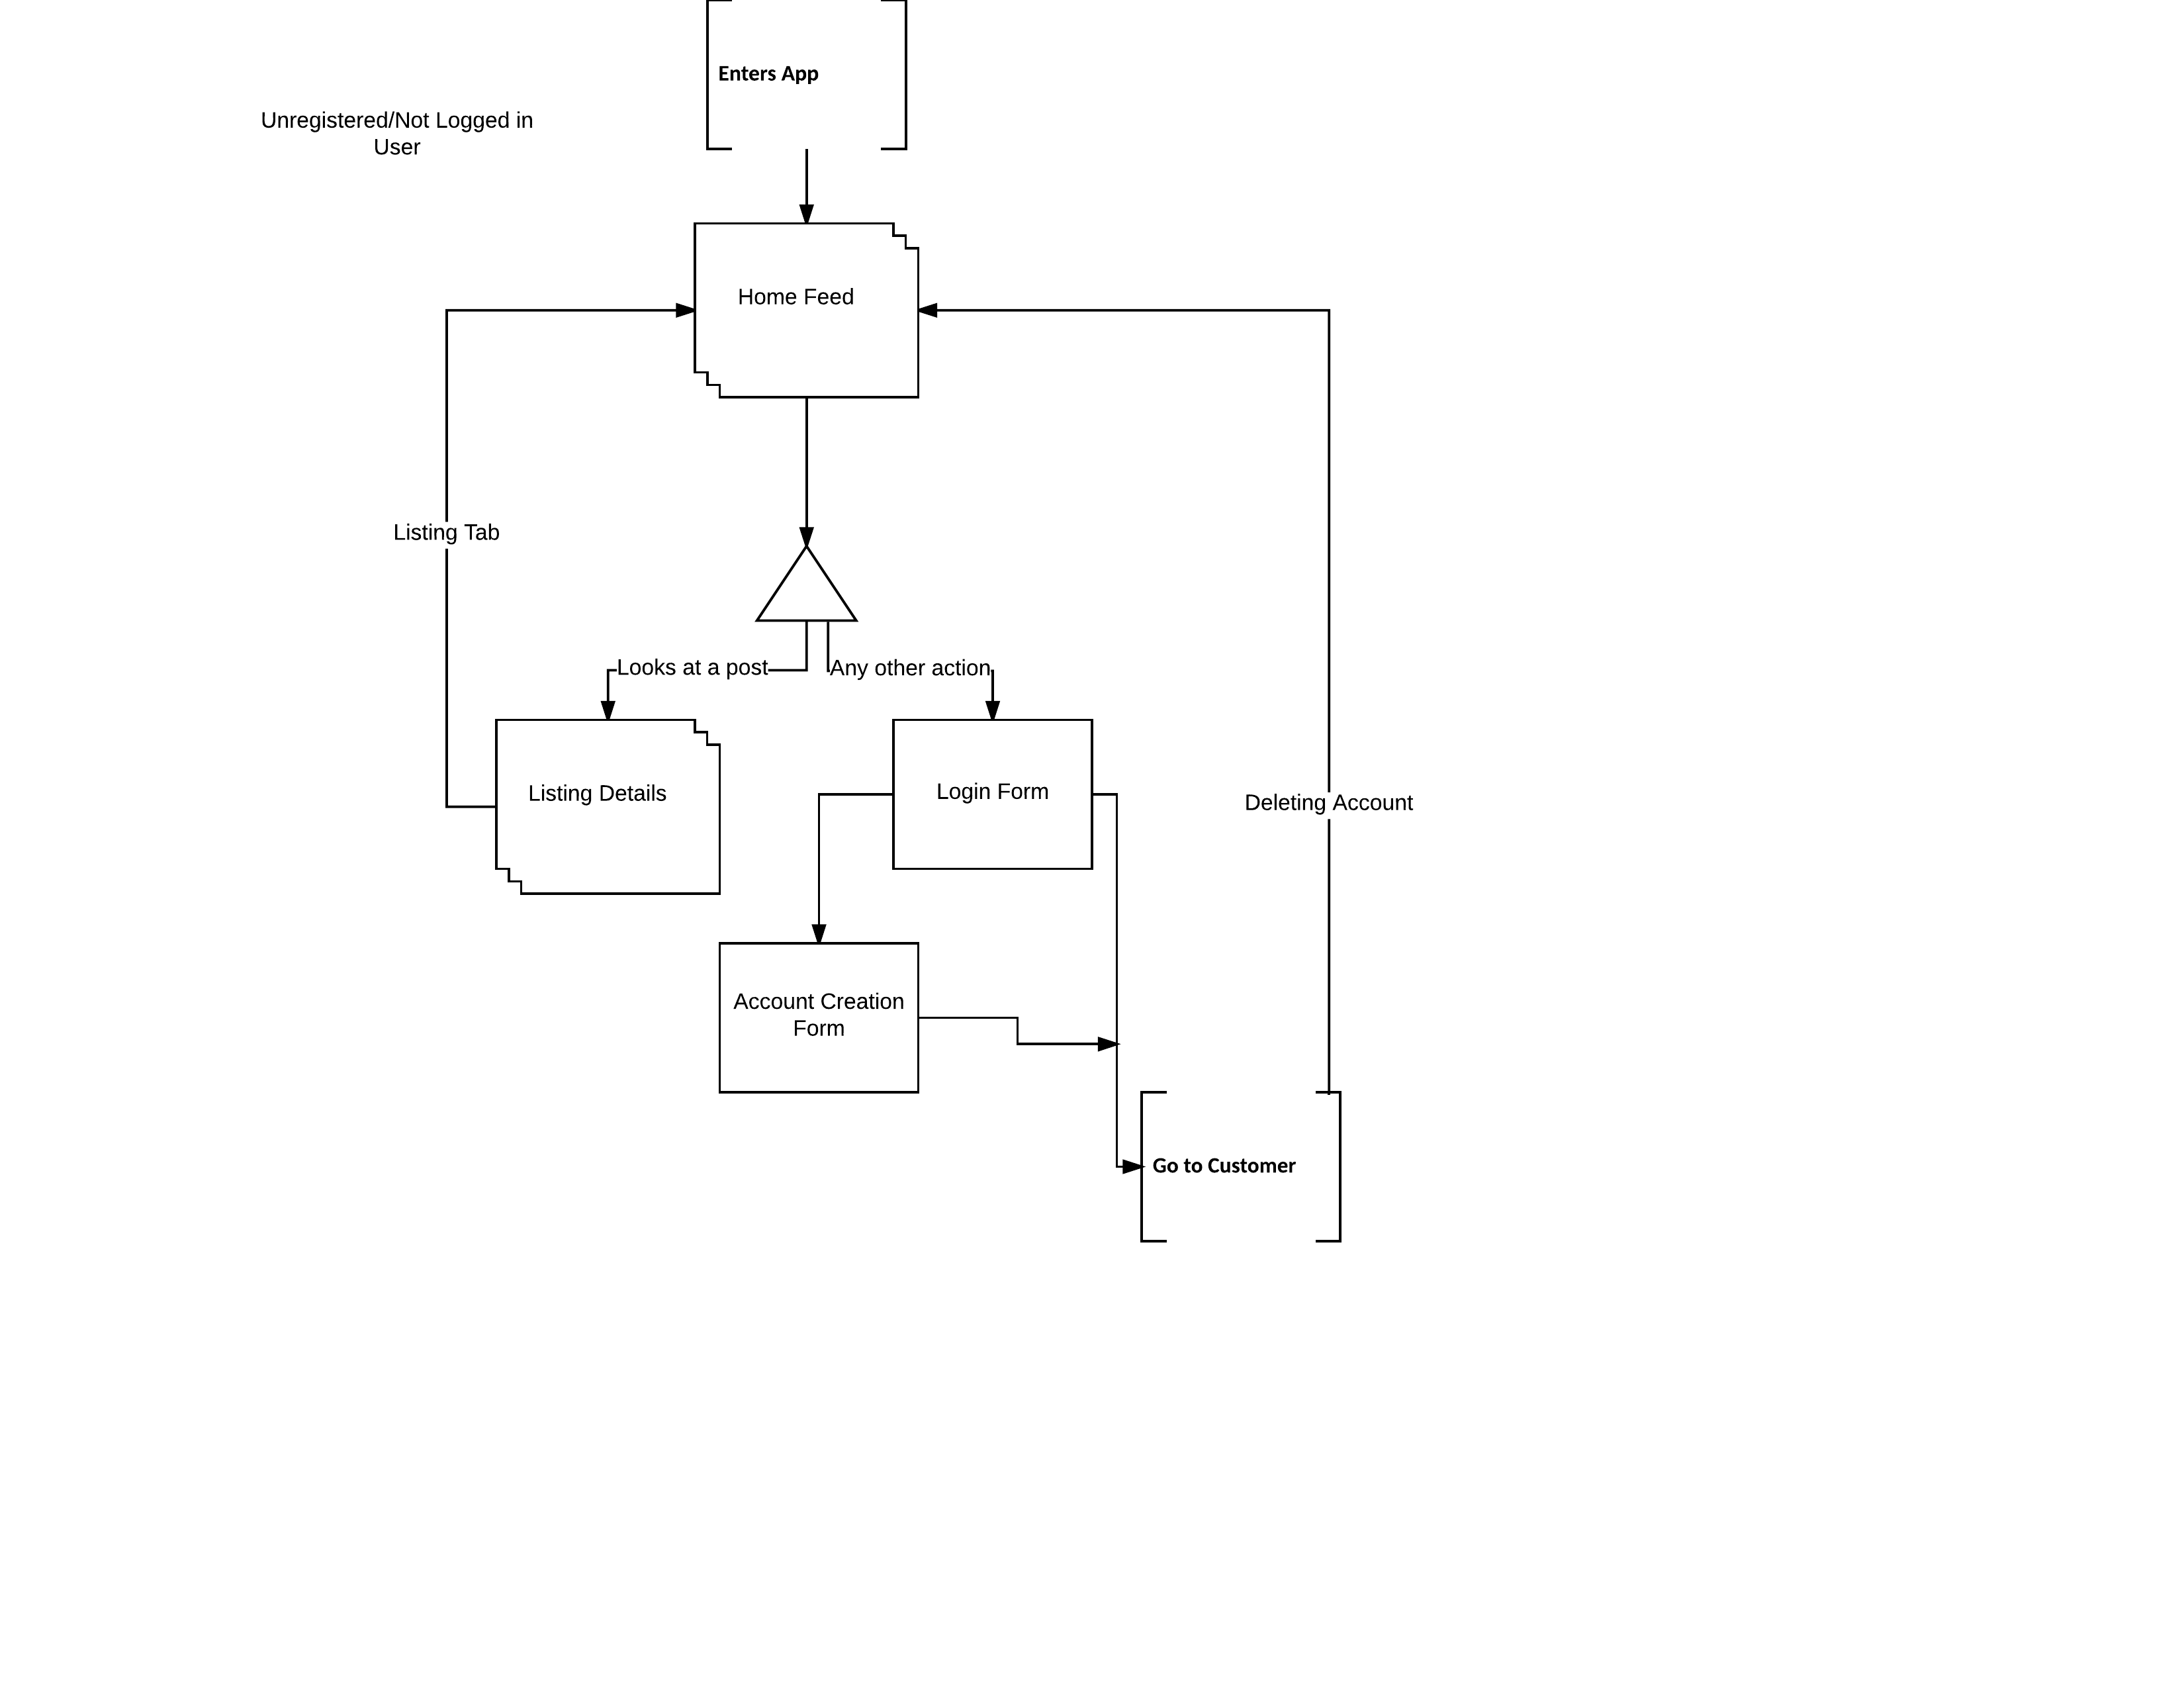 Enters App
Unregistered/Not Logged in
User
Home Feed
Listing Tab
Looks at a post
Any other action
Listing Details
Login Form
Deleting Account
Account Creation
Form
Go to Customer